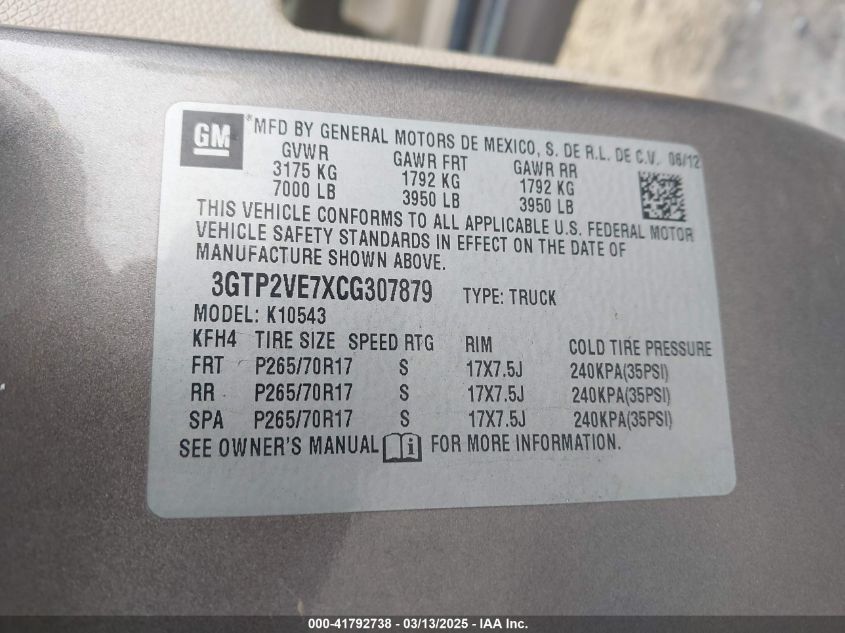 GM
*MFD BY GENERAL MOTORS DE MEXICO, S. DE R.L. DE C.V. 06/12
GVWR GAWR FRT GAWR RR
3175 KG 1792 KG 1792 KG
7000 LB 3950 LB 3950 LB
THIS VEHICLE CONFORMS TO ALL APPLICABLE U.S. FEDERAL MOTOR
VEHICLE SAFETY STANDARDS IN EFFECT ON THE DATE OF
MANUFACTURE SHOWN ABOVE.
3GTP2VE7XCG307879 TYPE: TRUCK
MODEL: K10543
KFH4 TIRE SIZE SPEED RTG RIM COLD TIRE PRESSURE
FRT P265/70R17 S 17X7.5J 240KPA(35PSI)
RR P265/70R17 S 17X7.5J 240KPA(35PSI)
SPA P265/70R17 S 17X7.5J 240KPA(35PSI)
SEE OWNER'S MANUAL i FOR MORE INFORMATION.
000-41792738 - 03/13/2025 - IAA Inc.